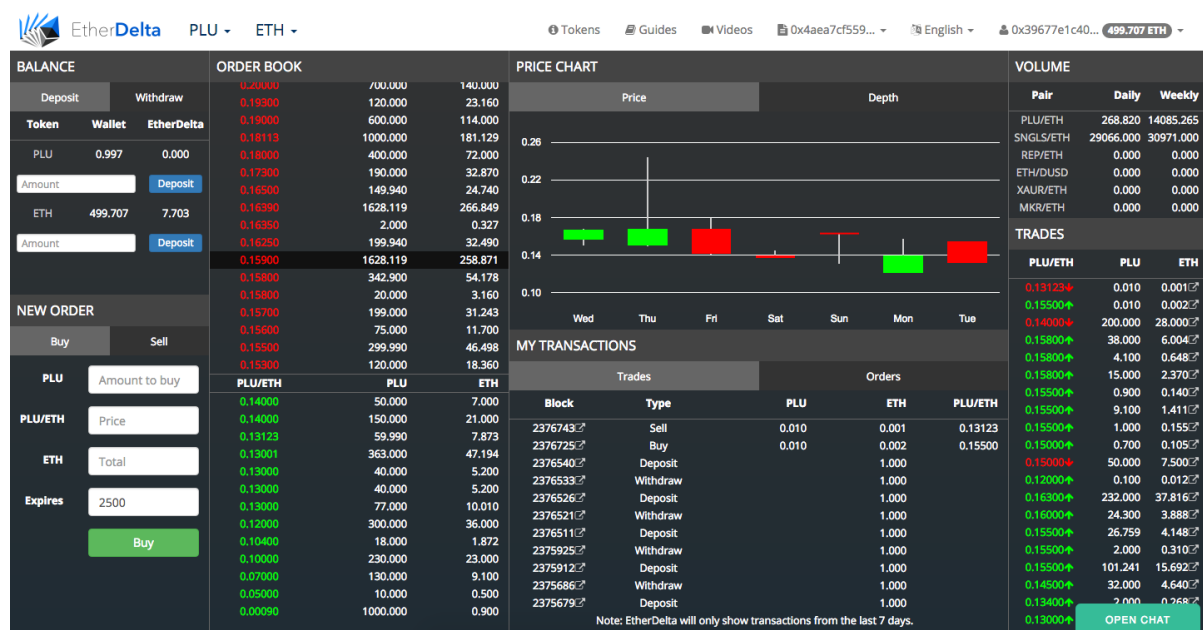 EtherDelta PLU ETH Tokens Guides Videos 0x4aea7cf559... English 0x39677e1c40... 499.707 ETH
BALANCE
Deposit Withdraw
Token Wallet EtherDelta
PLU 0.997 0.000
Amount Deposit
ETH 499.707 7.703
Amount Deposit
NEW ORDER
Buy Sell
PLU Amount to buy
PLU/ETH Price
ETH Total
Expires 2500
Buy
ORDER BOOK
0.20000 700.000 140.000
0.19300 120.000 23.160
0.19000 600.000 114.000
0.18113 1000.000 181.129
0.18000 400.000 72.000
0.17300 190.000 32.870
0.16500 149.940 24.740
0.16390 1628.119 266.849
0.16350 2.000 0.327
0.16250 199.940 32.490
0.15900 1628.119 258.871
0.15800 342.900 54.178
0.15800 20.000 3.160
0.15700 199.000 31.243
0.15600 75.000 11.700
0.15500 299.990 46.498
0.15300 120.000 18.360
PLU/ETH PLU ETH
0.14000 50.000 7.000
0.14000 150.000 21.000
0.13123 59.990 7.873
0.13001 363.000 47.194
0.13000 40.000 5.200
0.13000 40.000 5.200
0.13000 77.000 10.010
0.12000 300.000 36.000
0.10400 18.000 1.872
0.10000 230.000 23.000
0.07000 130.000 9.100
0.05000 10.000 0.500
0.00090 1000.000 0.900
PRICE CHART
Price Depth
0.26
0.22
0.18
0.14
0.10
Wed Thu Fri Sat Sun Mon Tue
MY TRANSACTIONS
Trades Orders
Block Type PLU ETH PLU/ETH
2376743 Sell 0.010 0.001 0.13123
2376725 Buy 0.010 0.002 0.15500
2376540 Deposit 1.000
2376533 Withdraw 1.000
2376526 Deposit 1.000
2376521 Withdraw 1.000
2376511 Deposit 1.000
2375925 Withdraw 1.000
2375912 Deposit 1.000
2375686 Withdraw 1.000
2375679 Deposit 1.000
Note: EtherDelta will only show transactions from the last 7 days.
VOLUME
Pair Daily Weekly
PLU/ETH 268.820 14085.265
SNGLS/ETH 29066.000 30971.000
REP/ETH 0.000 0.000
ETH/DUSD 0.000 0.000
XAUR/ETH 0.000 0.000
MKR/ETH 0.000 0.000
TRADES
PLU/ETH PLU ETH
0.13123 0.010 0.001
0.15500 0.010 0.002
0.14000 200.000 28.000
0.15800 38.000 6.004
0.15800 4.100 0.648
0.15800 15.000 2.370
0.15500 0.900 0.140
0.15500 9.100 1.411
0.15500 1.000 0.155
0.15000 0.700 0.105
0.15000 50.000 7.500
0.12000 0.100 0.012
0.16300 232.000 37.816
0.16000 24.300 3.888
0.15500 26.759 4.148
0.15500 2.000 0.310
0.15500 101.241 15.692
0.14500 32.000 4.640
0.13400 2.000 0.268
0.13000
OPEN CHAT